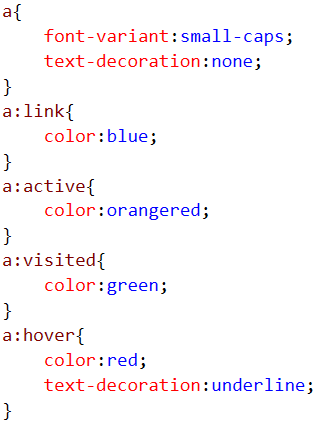 a{
    font-variant:small-caps;
    text-decoration:none;
}
a:link{
    color:blue;
}
a:active{
    color:orangered;
}
a:visited{
    color:green;
}
a:hover{
    color:red;
    text-decoration:underline;
}